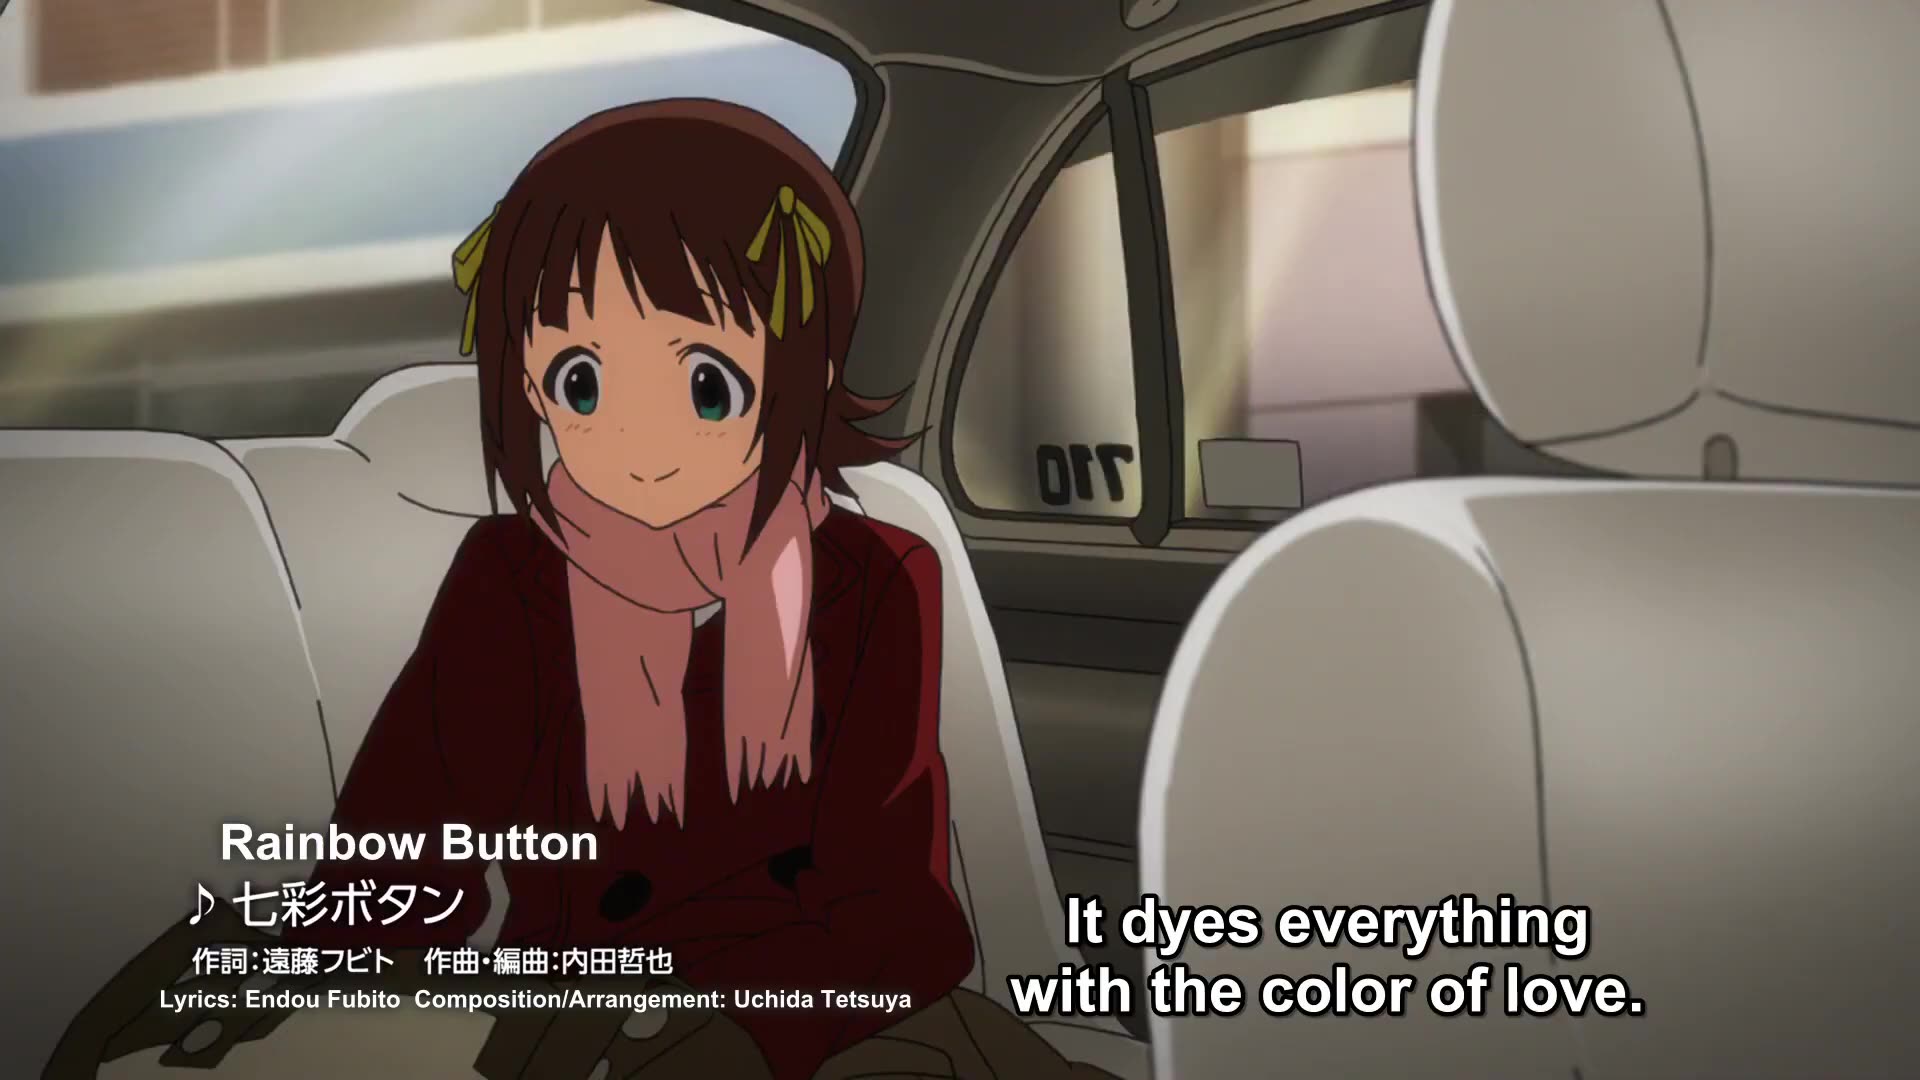 710
Rainbow Button
♪ 七彩ボタン
作詞：遠藤フビト　作曲・編曲：内田哲也
Lyrics: Endou Fubito  Composition/Arrangement: Uchida Tetsuya
It dyes everything
with the color of love.